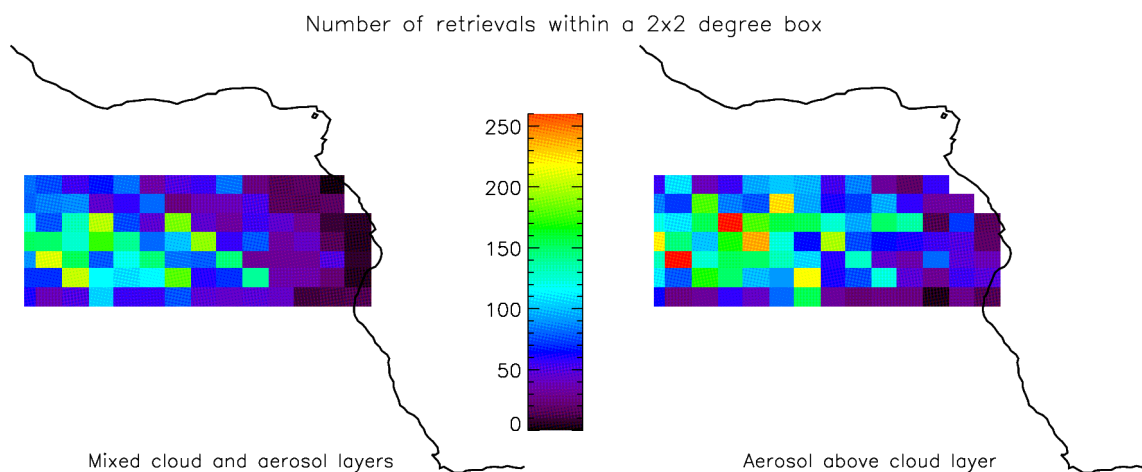 Number of retrievals within a 2x2 degree box
250
200
150
100
50
0
Mixed cloud and aerosol layers
Aerosol above cloud layer